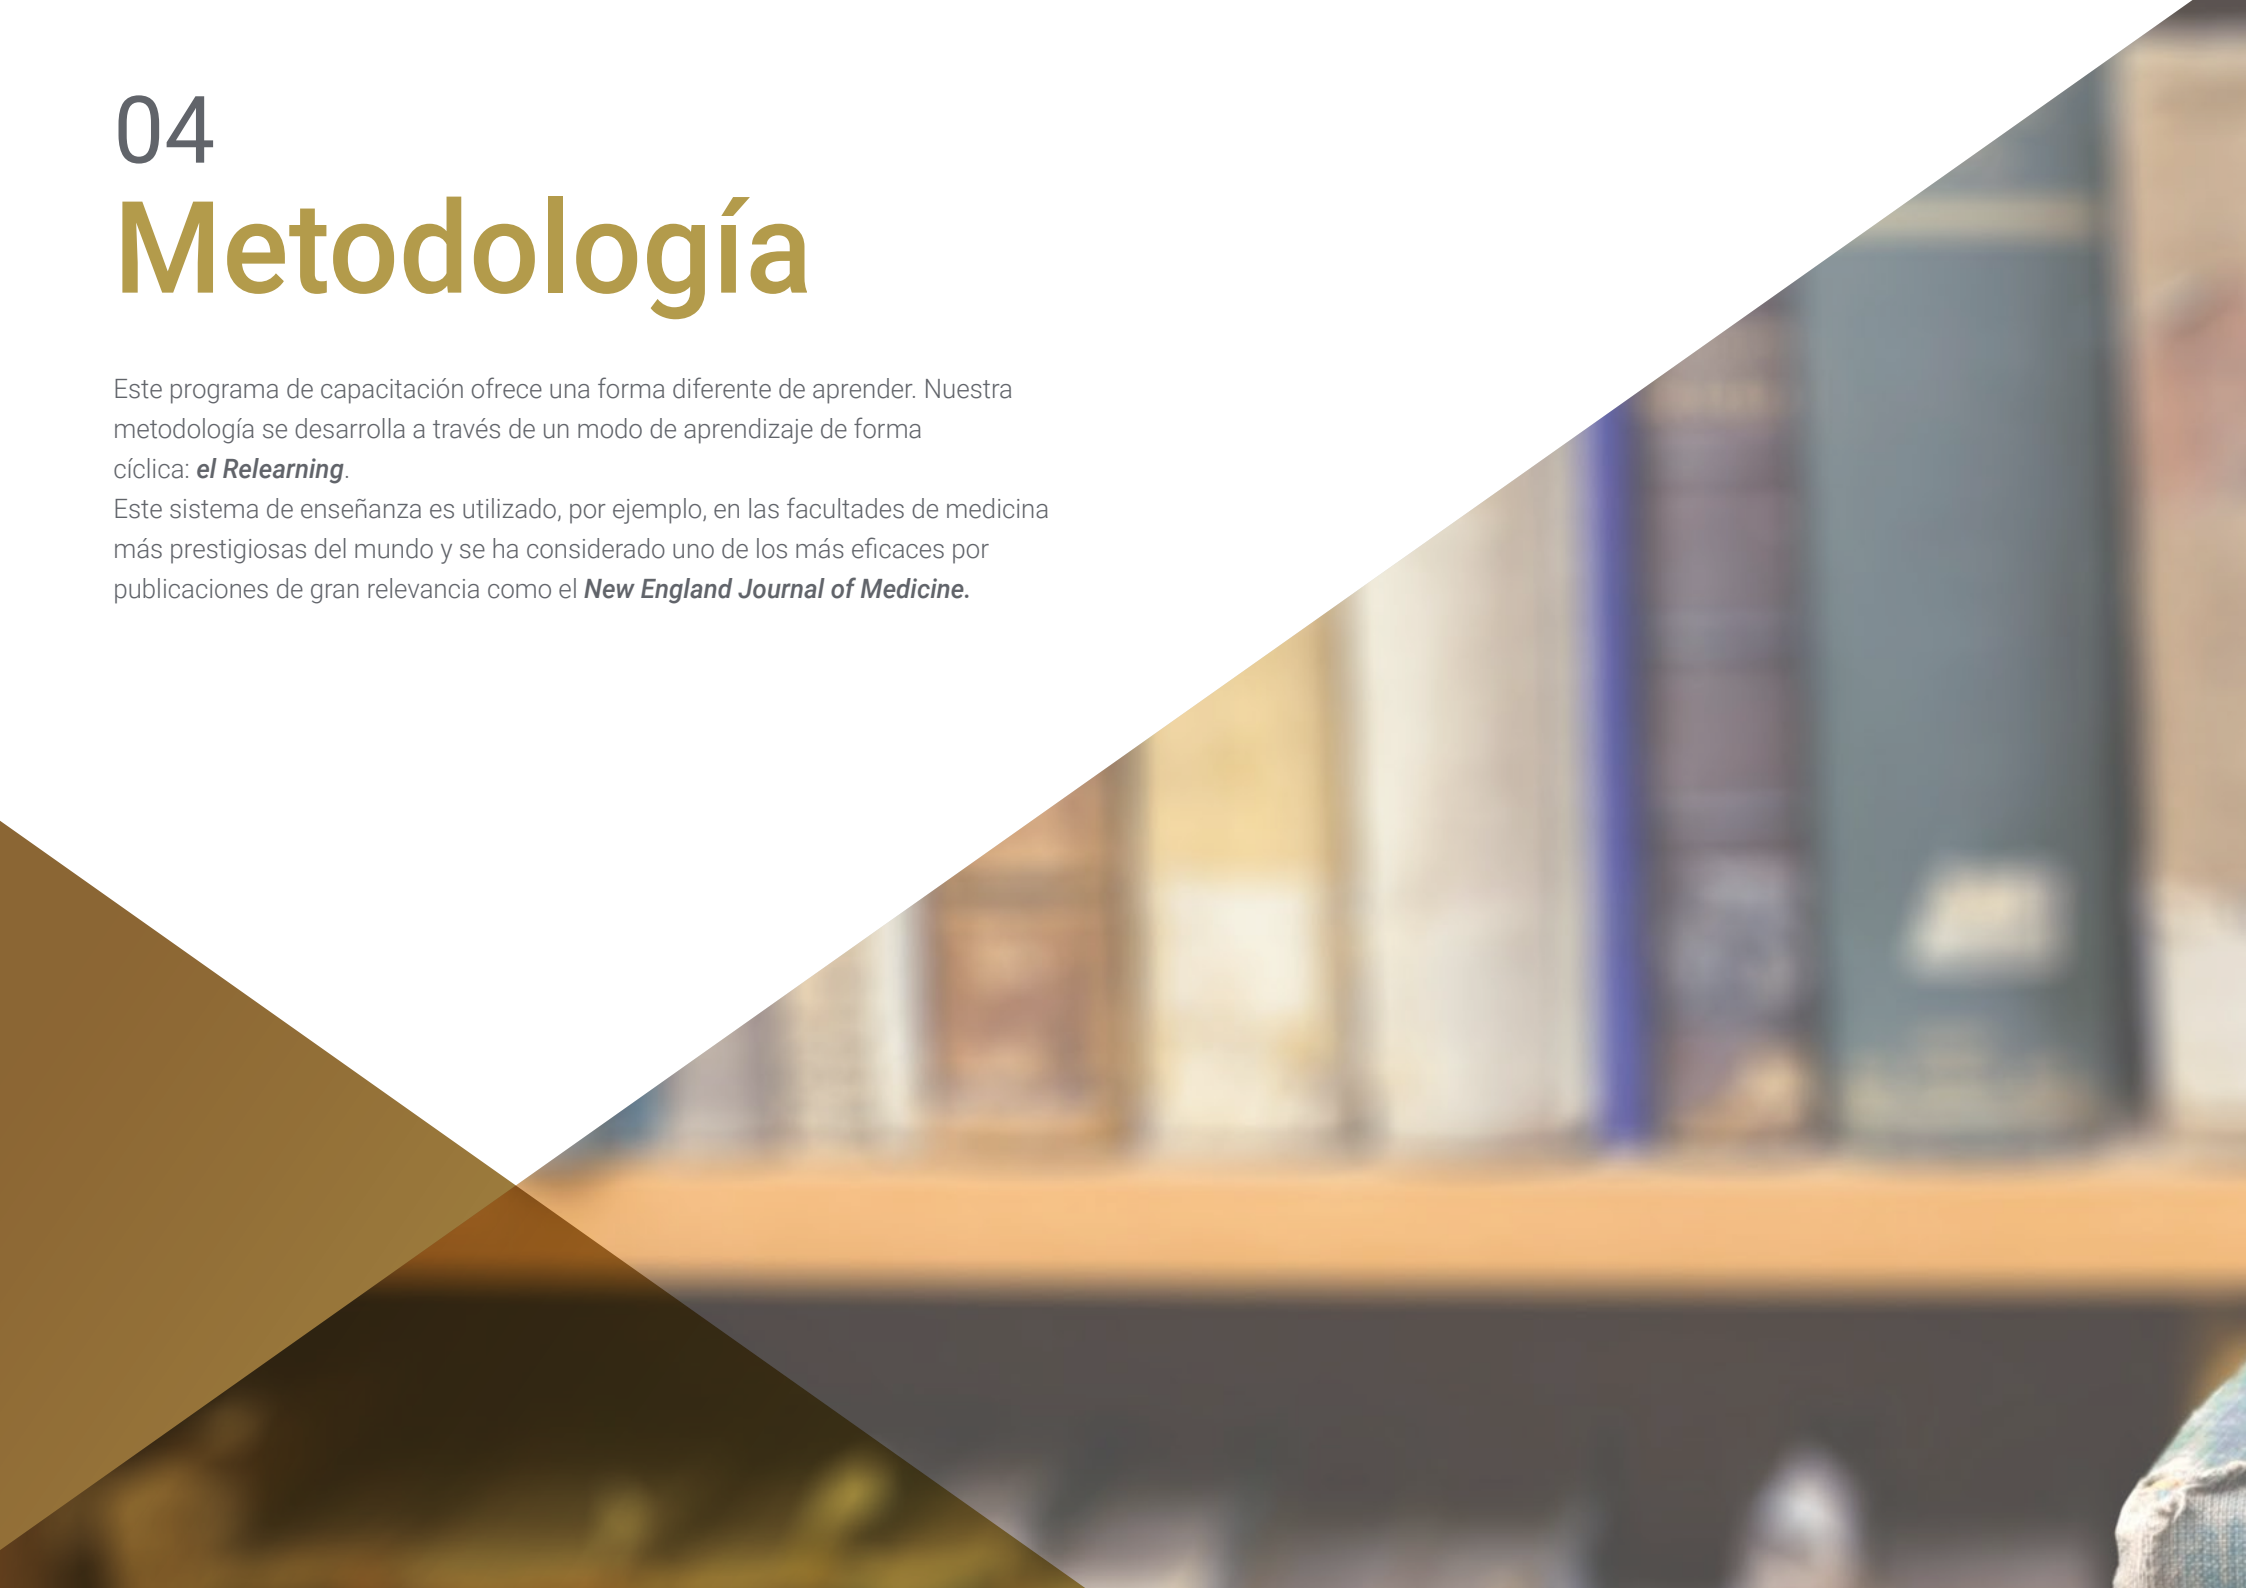 04
Metodología
Este programa de capacitación ofrece una forma diferente de aprender. Nuestra
metodología se desarrolla a través de un modo de aprendizaje de forma
cíclica: el Relearning.
Este sistema de enseñanza es utilizado, por ejemplo, en las facultades de medicina
más prestigiosas del mundo y se ha considerado uno de los más eficaces por
publicaciones de gran relevancia como el New England Journal of Medicine.